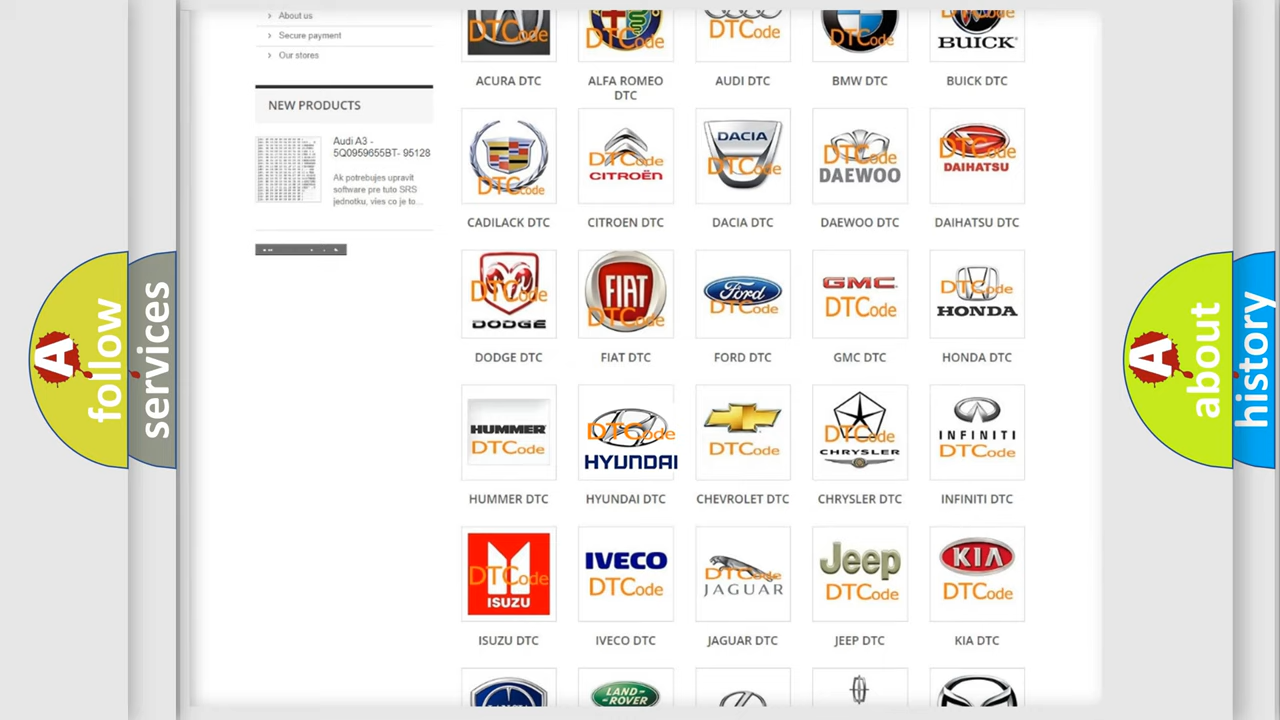 About us
Secure payment
Our stores
NEW PRODUCTS
Audi A3 -
5Q0959655BT- 95128
Ak potrebujes upravit
software pre tuto SRS
jednotku, vies co je to...
DTCode
DTCode
DTCode
DTCode
BUICK
ACURA DTC
ALFA ROMEO
DTC
AUDI DTC
BMW DTC
BUICK DTC
DTCode
DTCode
CITROËN
DACIA
DTCode
DTCode
DAEWOO
DTCode
DAIHATSU
CADILACK DTC
CITROEN DTC
DACIA DTC
DAEWOO DTC
DAIHATSU DTC
DTCode
DODGE
FIAT
DTCode
Ford
DTCode
GMC
DTCode
DTCode
HONDA
DODGE DTC
FIAT DTC
FORD DTC
GMC DTC
HONDA DTC
HUMMER
DTCode
DTCode
HYUNDAI
DTCode
DTCode
CHRYSLER
INFINITI
DTCode
HUMMER DTC
HYUNDAI DTC
CHEVROLET DTC
CHRYSLER DTC
INFINITI DTC
DTCode
ISUZU
IVECO
DTCode
DTCode
JAGUAR
Jeep
DTCode
KIA
DTCode
ISUZU DTC
IVECO DTC
JAGUAR DTC
JEEP DTC
KIA DTC
LAND-
ROVER
A
follow
services
A
about
history